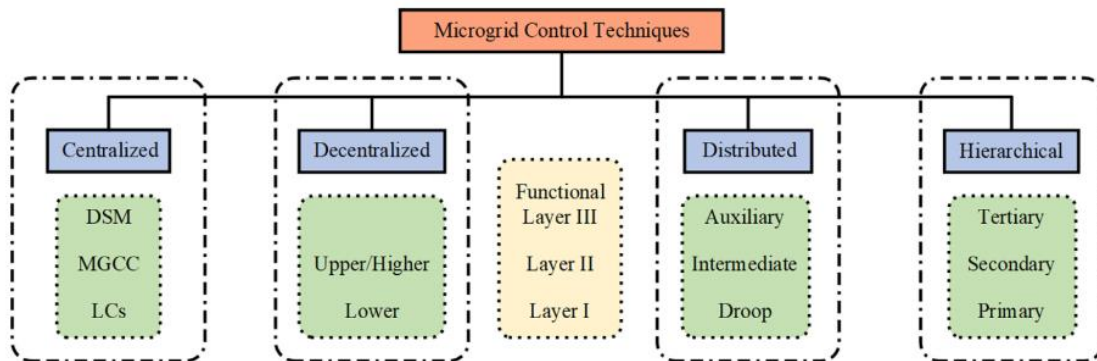 Microgrid Control Techniques
Centralized
Decentralized
Distributed
Hierarchical
DSM
MGCC
LCs
Upper/Higher
Lower
Functional
Layer III
Layer II
Layer I
Auxiliary
Intermediate
Droop
Tertiary
Secondary
Primary